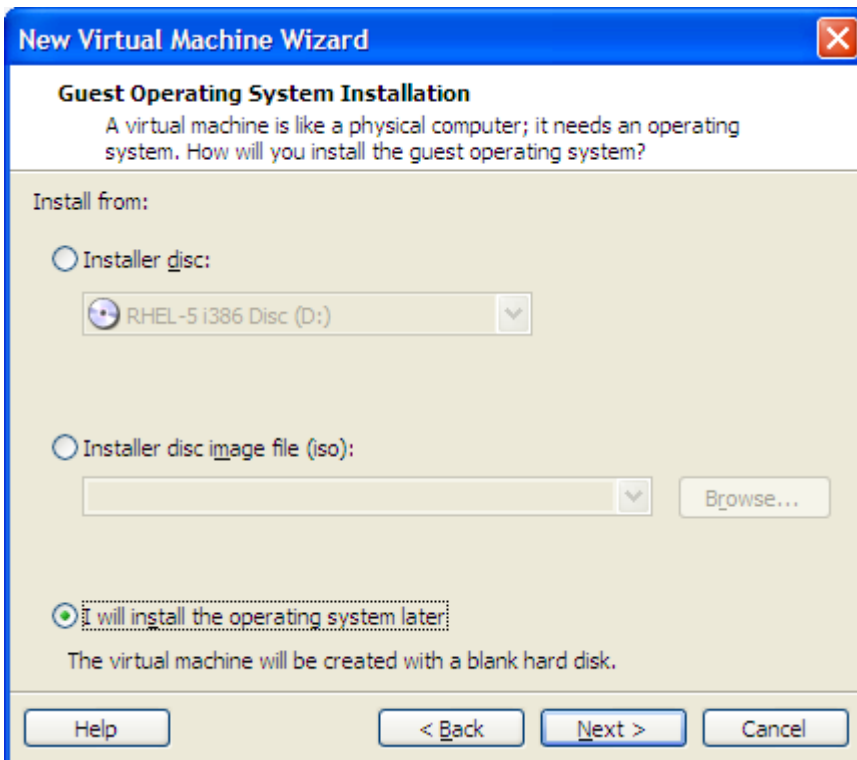 New Virtual Machine Wizard
Guest Operating System Installation
A virtual machine is like a physical computer; it needs an operating
system. How will you install the guest operating system?
Install from:
Installer disc:
RHEL-5 i386 Disc (D:)
Installer disc image file (iso):
Browse...
I will install the operating system later
The virtual machine will be created with a blank hard disk.
Help < Back Next > Cancel